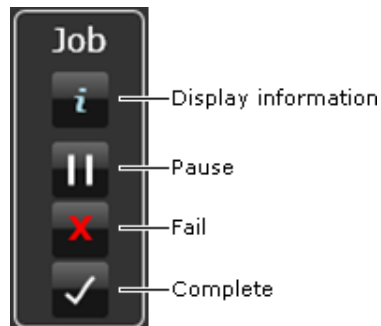 Job
i
Display information
Pause
X
Fail
Complete